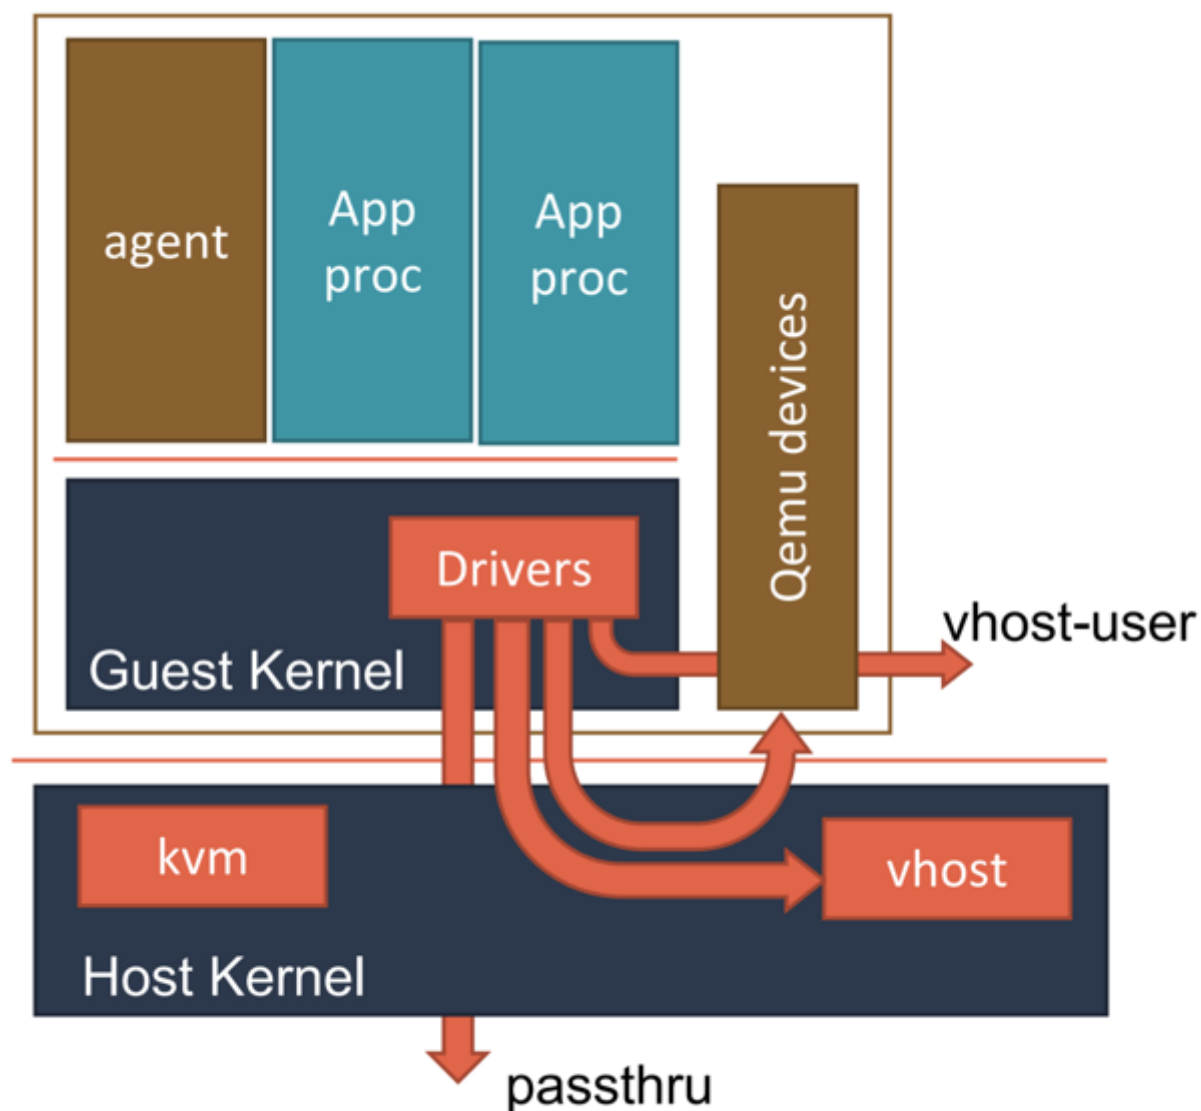 agent
App
proc
App
proc
Qemu devices
Drivers
Guest Kernel
vhost-user
kvm
vhost
Host Kernel
passthru